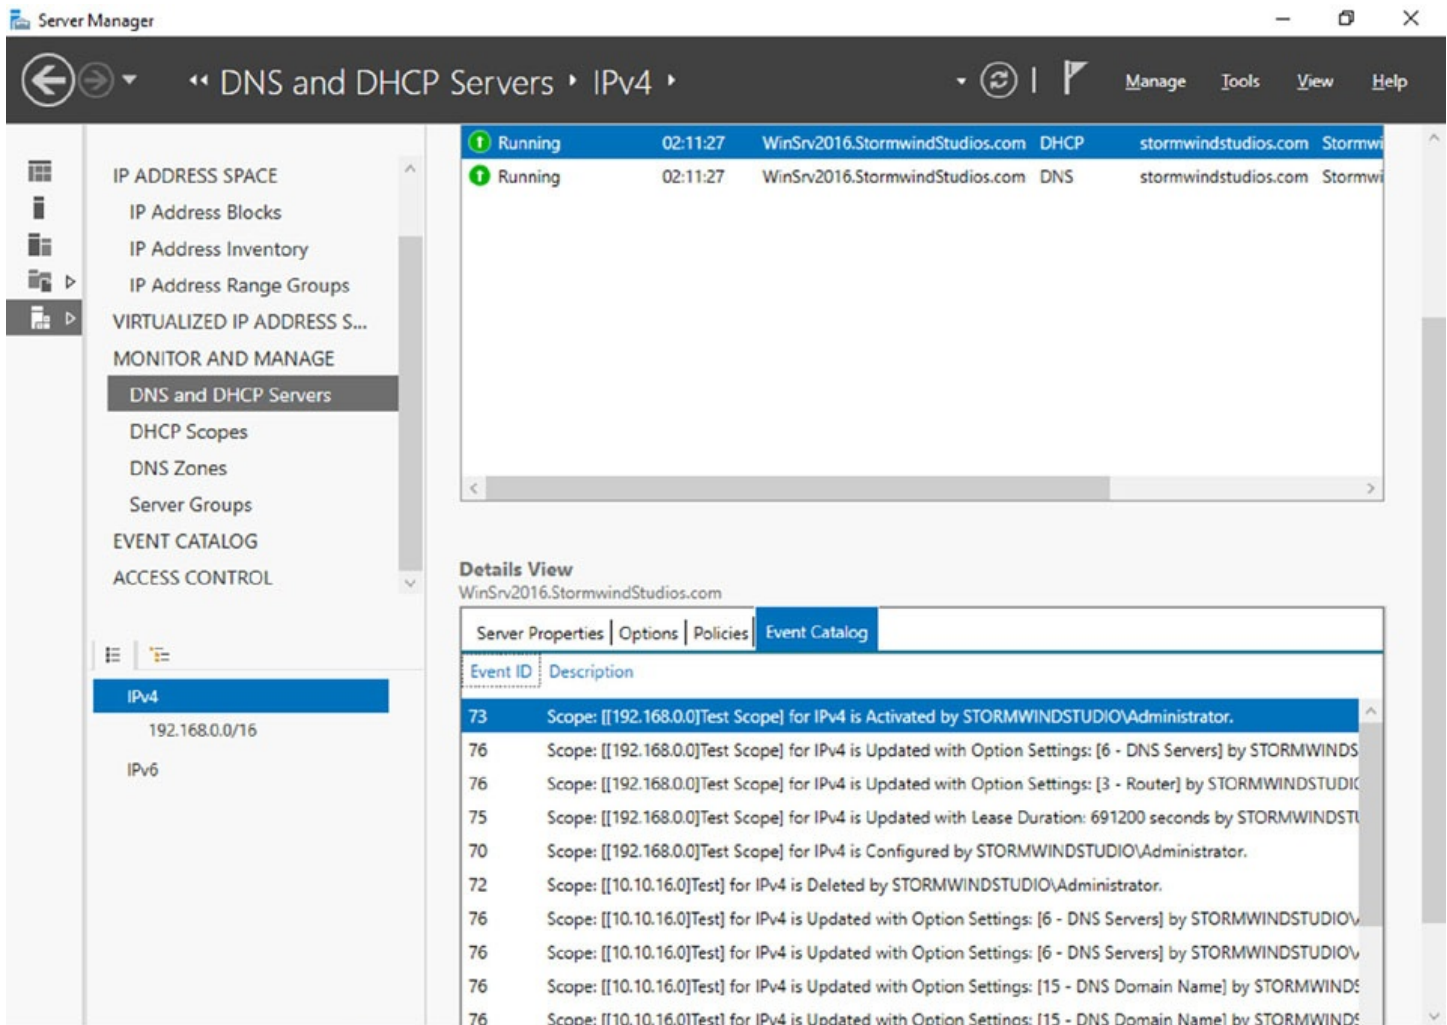 Server Manager
DNS and DHCP Servers IPv4
Manage Tools View Help
IP ADDRESS SPACE
IP Address Blocks
IP Address Inventory
IP Address Range Groups
VIRTUALIZED IP ADDRESS S...
MONITOR AND MANAGE
DNS and DHCP Servers
DHCP Scopes
DNS Zones
Server Groups
EVENT CATALOG
ACCESS CONTROL
IPv4
192.168.0.0/16
IPv6
Running 02:11:27 WinSrv2016.StormwindStudios.com DHCP stormwindstudios.com Stormwi
Running 02:11:27 WinSrv2016.StormwindStudios.com DNS stormwindstudios.com Stormwi
Details View
WinSrv2016.StormwindStudios.com
Server Properties Options Policies Event Catalog
Event ID Description
73 Scope: [[192.168.0.0]Test Scope] for IPv4 is Activated by STORMWINDSTUDIO\Administrator.
76 Scope: [[192.168.0.0]Test Scope] for IPv4 is Updated with Option Settings: [6 - DNS Servers] by STORMWINDS
76 Scope: [[192.168.0.0]Test Scope] for IPv4 is Updated with Option Settings: [3 - Router] by STORMWINDSTUDIO
75 Scope: [[192.168.0.0]Test Scope] for IPv4 is Updated with Lease Duration: 691200 seconds by STORMWINDSTU
70 Scope: [[192.168.0.0]Test Scope] for IPv4 is Configured by STORMWINDSTUDIO\Administrator.
72 Scope: [[10.10.16.0]Test] for IPv4 is Deleted by STORMWINDSTUDIO\Administrator.
76 Scope: [[10.10.16.0]Test] for IPv4 is Updated with Option Settings: [6 - DNS Servers] by STORMWINDSTUDIO\
76 Scope: [[10.10.16.0]Test] for IPv4 is Updated with Option Settings: [6 - DNS Servers] by STORMWINDSTUDIO\
76 Scope: [[10.10.16.0]Test] for IPv4 is Updated with Option Settings: [15 - DNS Domain Name] by STORMWINDS
76 Scope: [[10.10.16.0]Test] for IPv4 is Updated with Option Settings: [15 - DNS Domain Name] by STORMWINDS